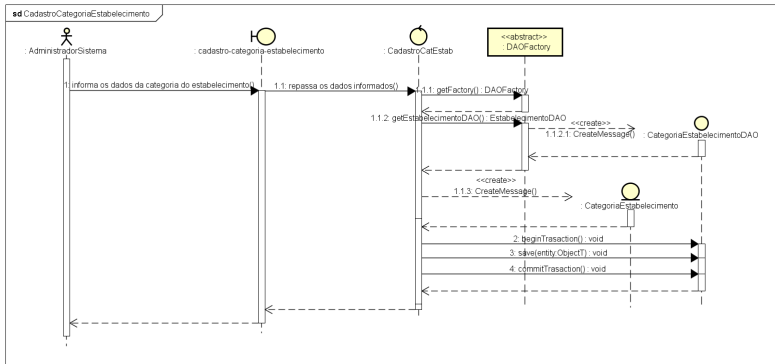 sd CadastroCategoriaEstabelecimento
: AdministradorSistema
: cadastro-categoria-estabelecimento
: CadastroCatEstab
<<abstract>>
: DAOFactory
1: informa os dados da categoria do estabelecimento()
1.1: repassa os dados informados()
1.1.1: getFactory() : DAOFactory
1.1.2: getEstabelecimentoDAO() : EstabelecimentoDAO
<<create>>
1.1.2.1: CreateMessage()
: CategoriaEstabelecimentoDAO
<<create>>
1.1.3: CreateMessage()
: CategoriaEstabelecimento
2: beginTrasaction() : void
3: save(entity:ObjectT) : void
4: commitTrasaction() : void